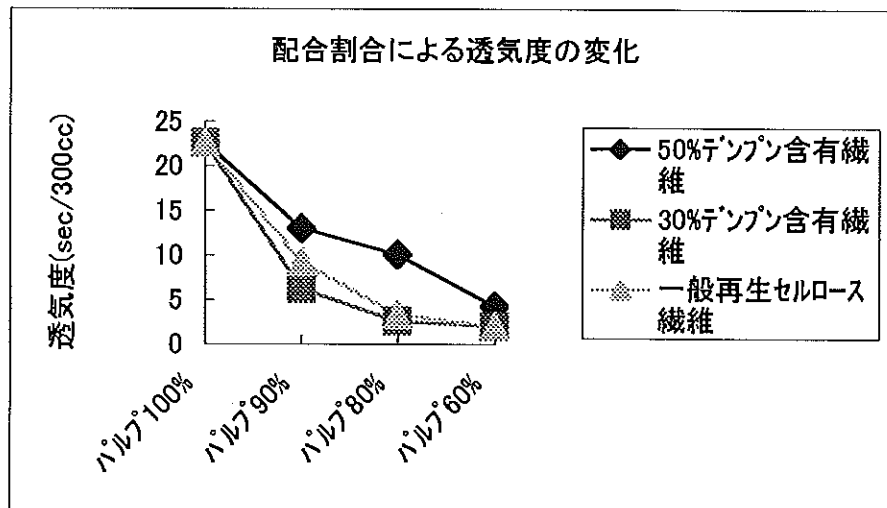 配合割合による透気度の変化
透気度(sec/300cc)
25
20
15
10
5
0
パルプ100%
パルプ90%
パルプ80%
パルプ60%
50%デンプン含有繊
維
30%デンプン含有繊
維
一般再生セルロース
繊維